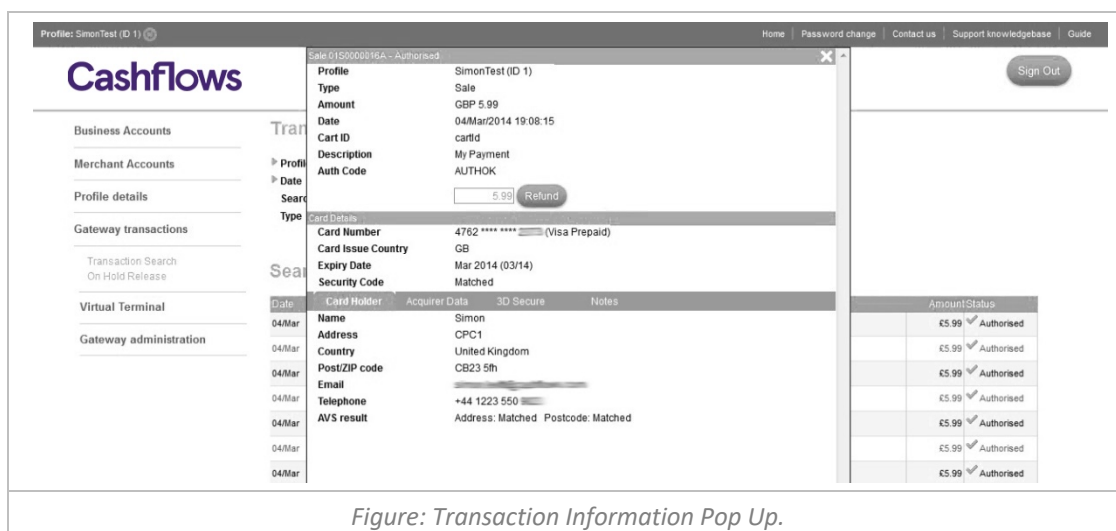 Profile: SimonTest (ID 1)
Home | Password change | Contact us | Support knowledgebase | Guide
Cashflows
Sign Out
Business Accounts
Merchant Accounts
Profile details
Gateway transactions
Transaction Search
On Hold Release
Virtual Terminal
Gateway administration
Tran
Profil
Date
Searc
Type
Sear
Date
04/Mar
04/Mar
04/Mar
04/Mar
04/Mar
04/Mar
04/Mar
Sale 01S0000016A - Authorised
Profile SimonTest (ID 1)
Type Sale
Amount GBP 5.99
Date 04/Mar/2014 19:08:15
Cart ID cartId
Description My Payment
Auth Code AUTHOK
5.99 Refund
Card Details
Card Number 4762 **** **** (Visa Prepaid)
Card Issue Country GB
Expiry Date Mar 2014 (03/14)
Security Code Matched
Card Holder Acquirer Data 3D Secure Notes
Name Simon
Address CPC1
Country United Kingdom
Post/ZIP code CB23 5fh
Email
Telephone +44 1223 550
AVS result Address: Matched Postcode: Matched
Amount Status
£5.99 Authorised
£5.99 Authorised
£5.99 Authorised
£5.99 Authorised
£5.99 Authorised
£5.99 Authorised
£5.99 Authorised
Figure: Transaction Information Pop Up.